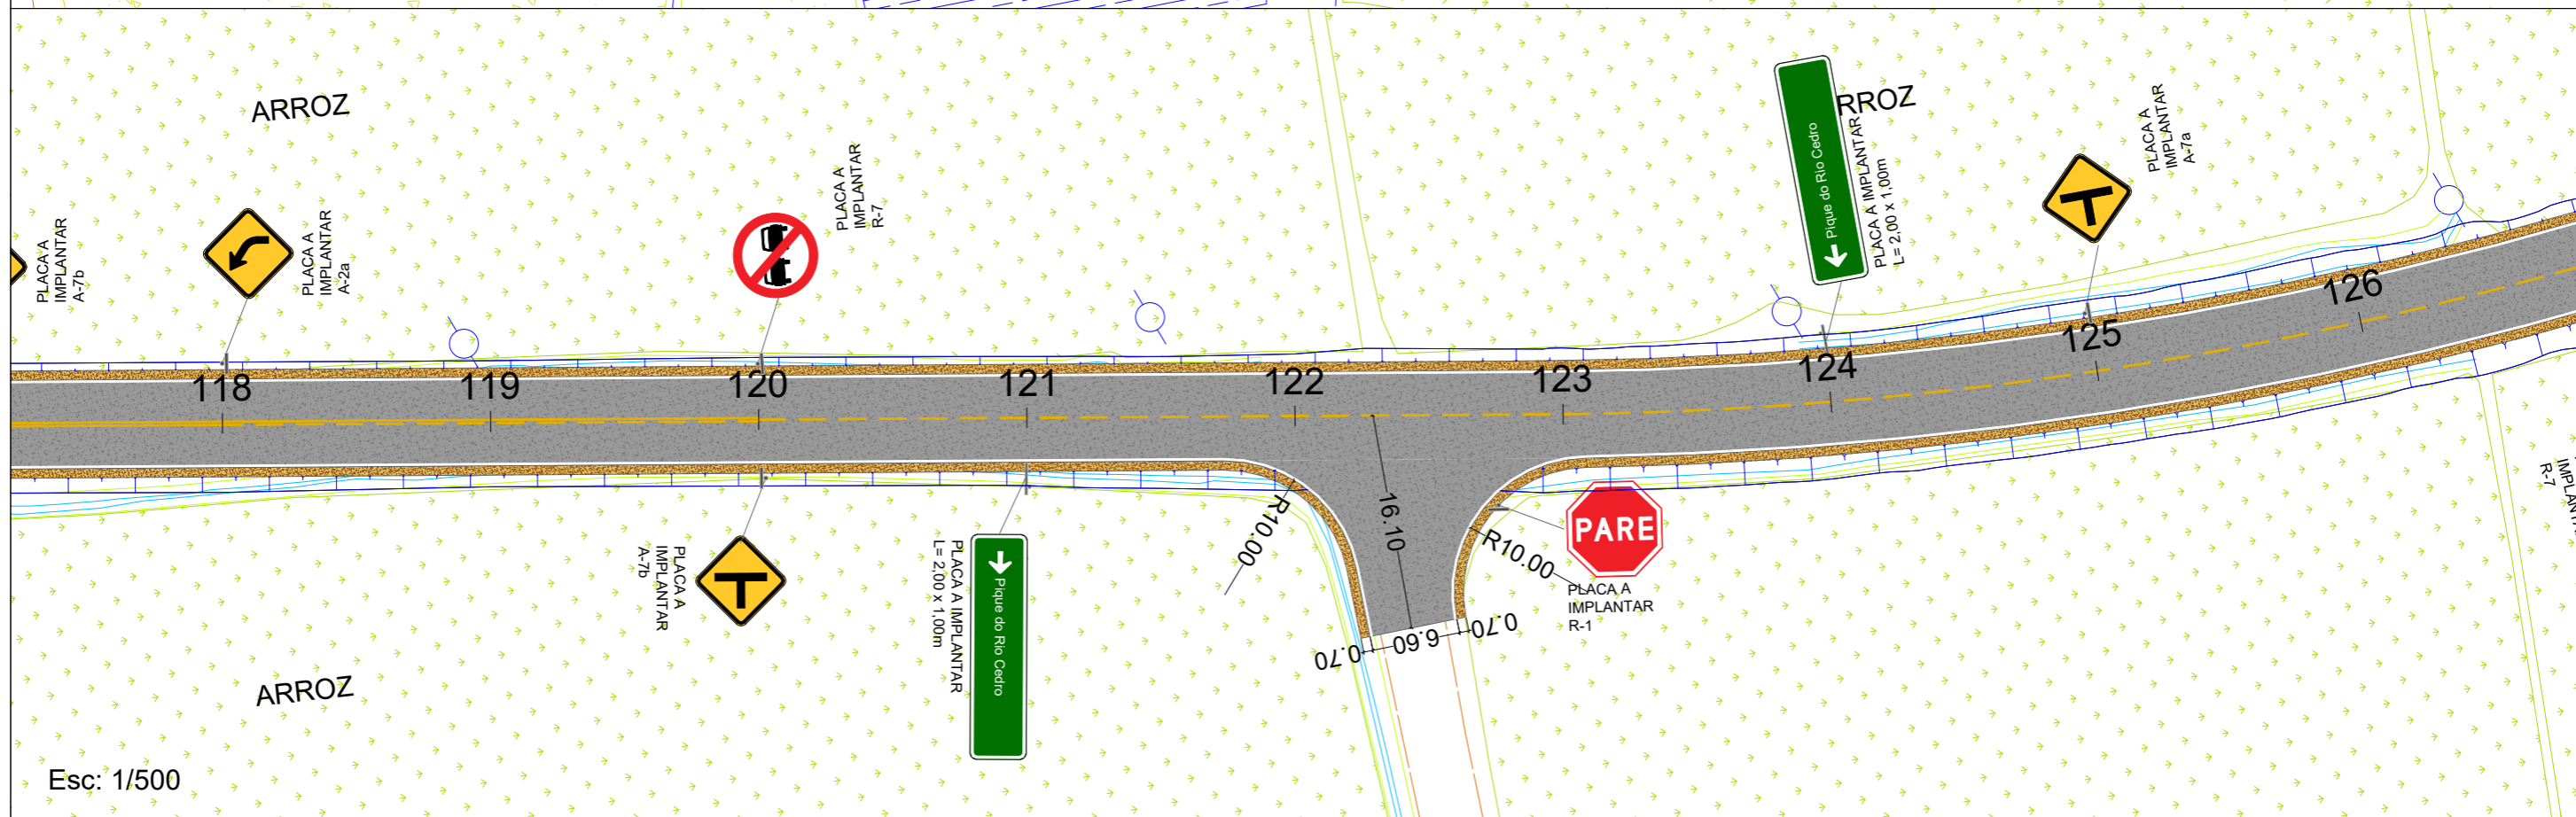 ARROZ
RROZ
PLACA A
IMPLANTAR
A-7b
PLACA A
IMPLANTAR
A-2a
PLACA A
IMPLANTAR
R-7
Pique do Rio Cedro
PLACA A IMPLANTAR
L= 2,00 x 1,00m
PLACA A
IMPLANTAR
A-7a
118
119
120
121
122
123
124
125
126
PLACA A
IMPLANTAR
A-7b
PLACA A IMPLANTAR
L= 2,00 x 1,00m
Pique do Rio Cedro
R10.00
16.10
R10.00
PARE
PLACA A
IMPLANTAR
R-1
0.70
6.60
0.70
R-7
ARROZ
Esc: 1/500